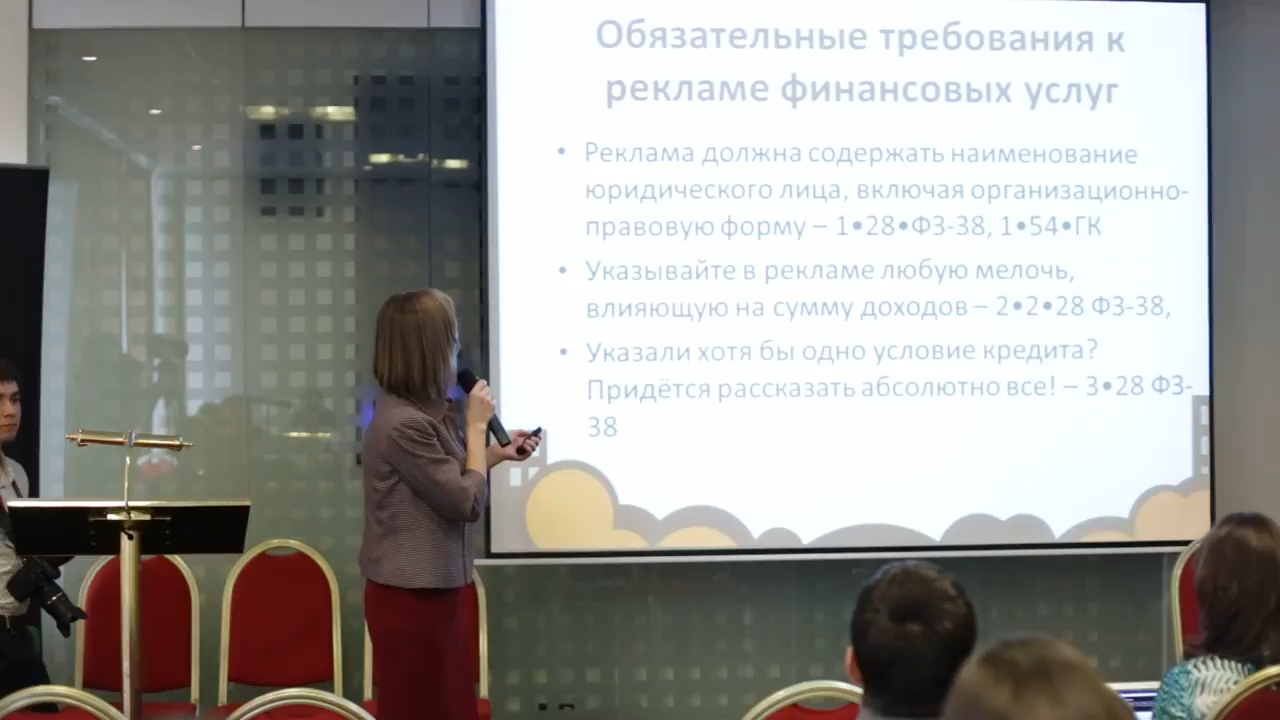 Обязательные требования к
рекламе финансовых услуг
• Реклама должна содержать наименование
юридического лица, включая организационно-
правовую форму – 1•28•ФЗ-38, 1•54•ГК
• Указывайте в рекламе любую мелочь,
влияющую на сумму доходов – 2•2•28 ФЗ-38,
• Указали хотя бы одно условие кредита?
Придётся рассказать абсолютно все! – 3•28 ФЗ-
38